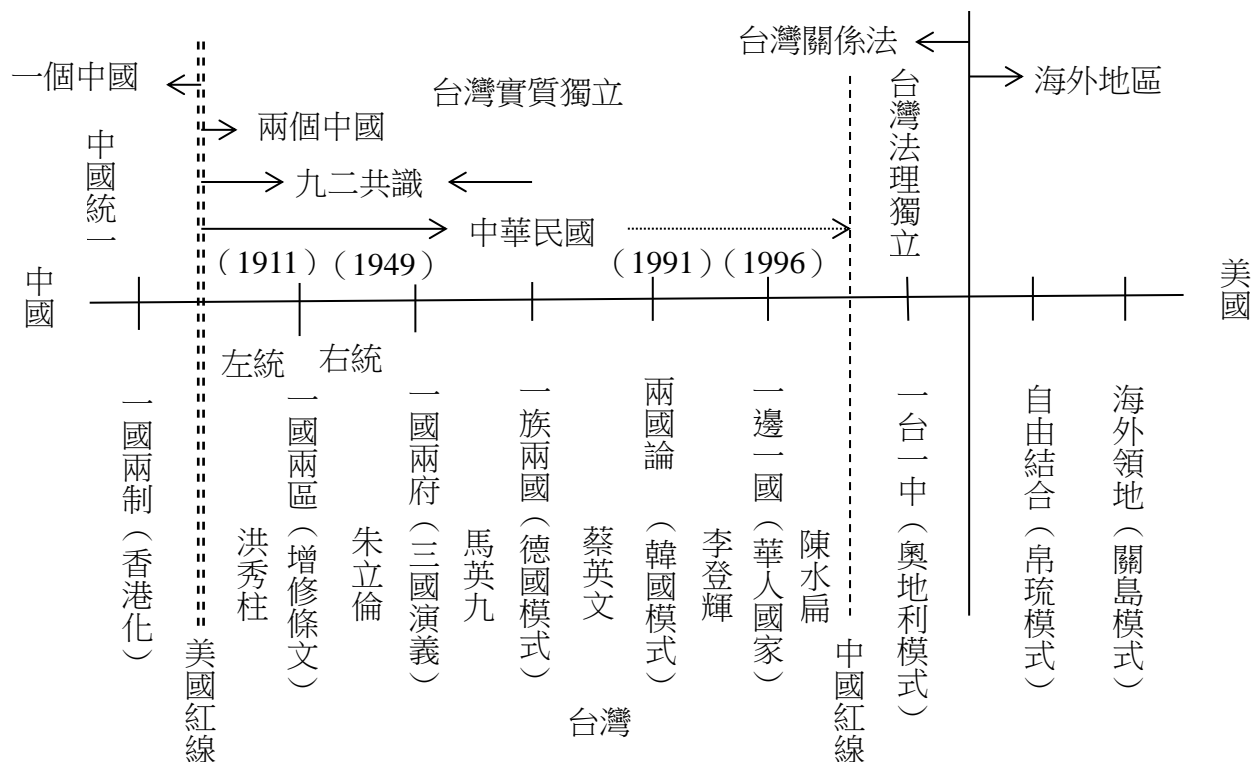 台灣關係法
一個中國
海外地區
台灣實質獨立
台灣法理獨立
兩個中國
中國統一
九二共識
中華民國
（1911）（1949）
（1991）（1996）
中國
美國
左統
右統
一國兩制（香港化）
美國紅線
洪秀柱
一國兩區（增修條文）
朱立倫
一國兩府（三國演義）
馬英九
一族兩國（德國模式）
蔡英文
兩國論（韓國模式）
李登輝
一邊一國（華人國家）
陳水扁
中國紅線
一台一中（奧地利模式）
自由結合（帛琉模式）
海外領地（關島模式）
台灣